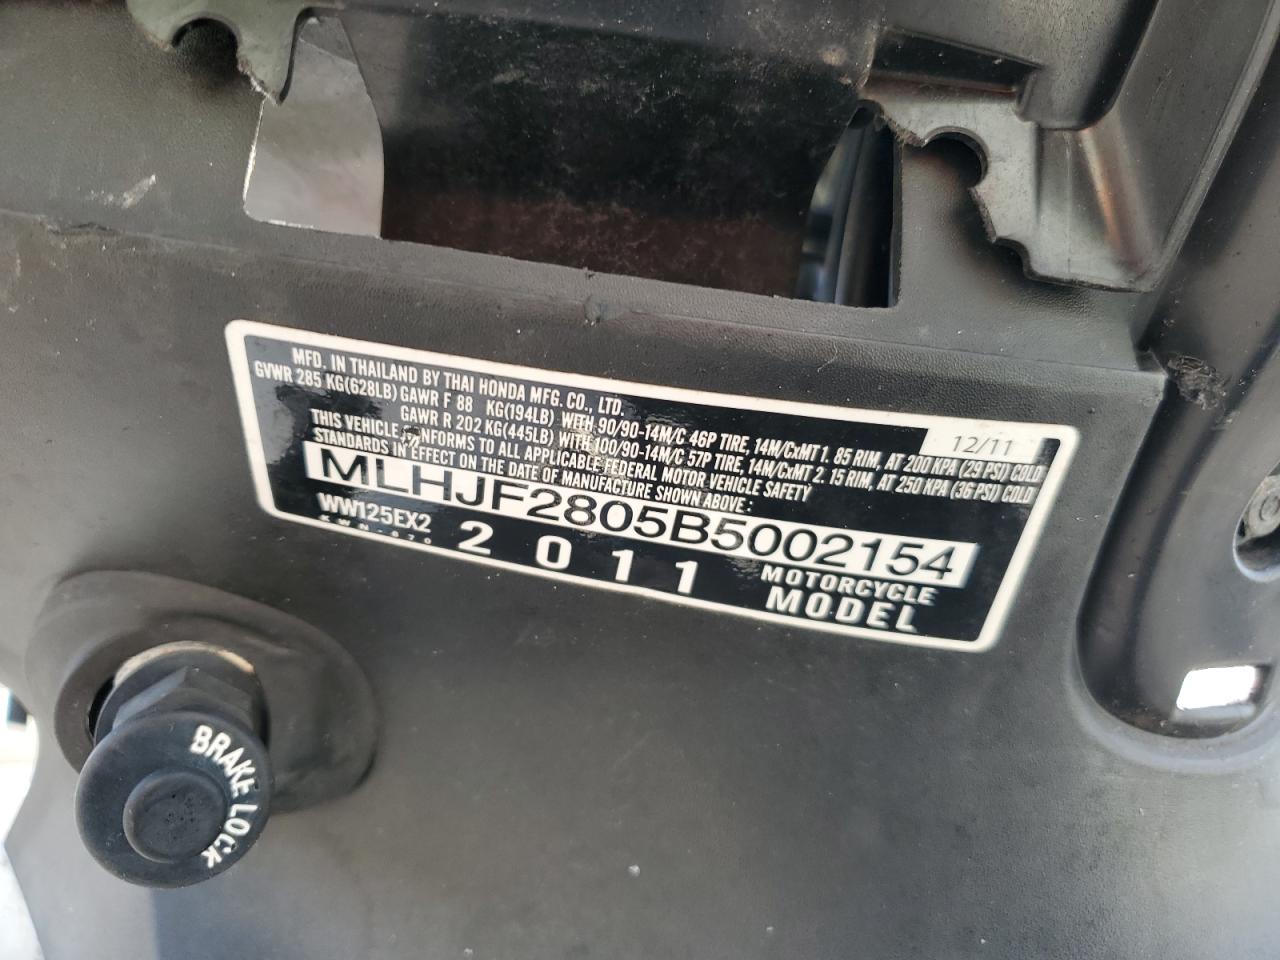 MFD. IN THAILAND BY THAI HONDA MFG. CO., LTD.
12/11
GVWR 285 KG(628LB) GAWR F 88 KG(194LB) WITH 90/90-14M/C 46P TIRE, 14M/CxMT 1. 85 RIM, AT 200 KPA (29 PSI) COLD
GAWR R 202 KG(445LB) WITH 100/90-14M/C 57P TIRE, 14M/CxMT 2. 15 RIM, AT 250 KPA (36 PSI) COLD
THIS VEHICLE CONFORMS TO ALL APPLICABLE FEDERAL MOTOR VEHICLE SAFETY
STANDARDS IN EFFECT ON THE DATE OF MANUFACTURE SHOWN ABOVE:
MLHJF2805B5002154
WW125EX2
KWN-670
2011
MOTORCYCLE
MODEL
BRAKE LOCK